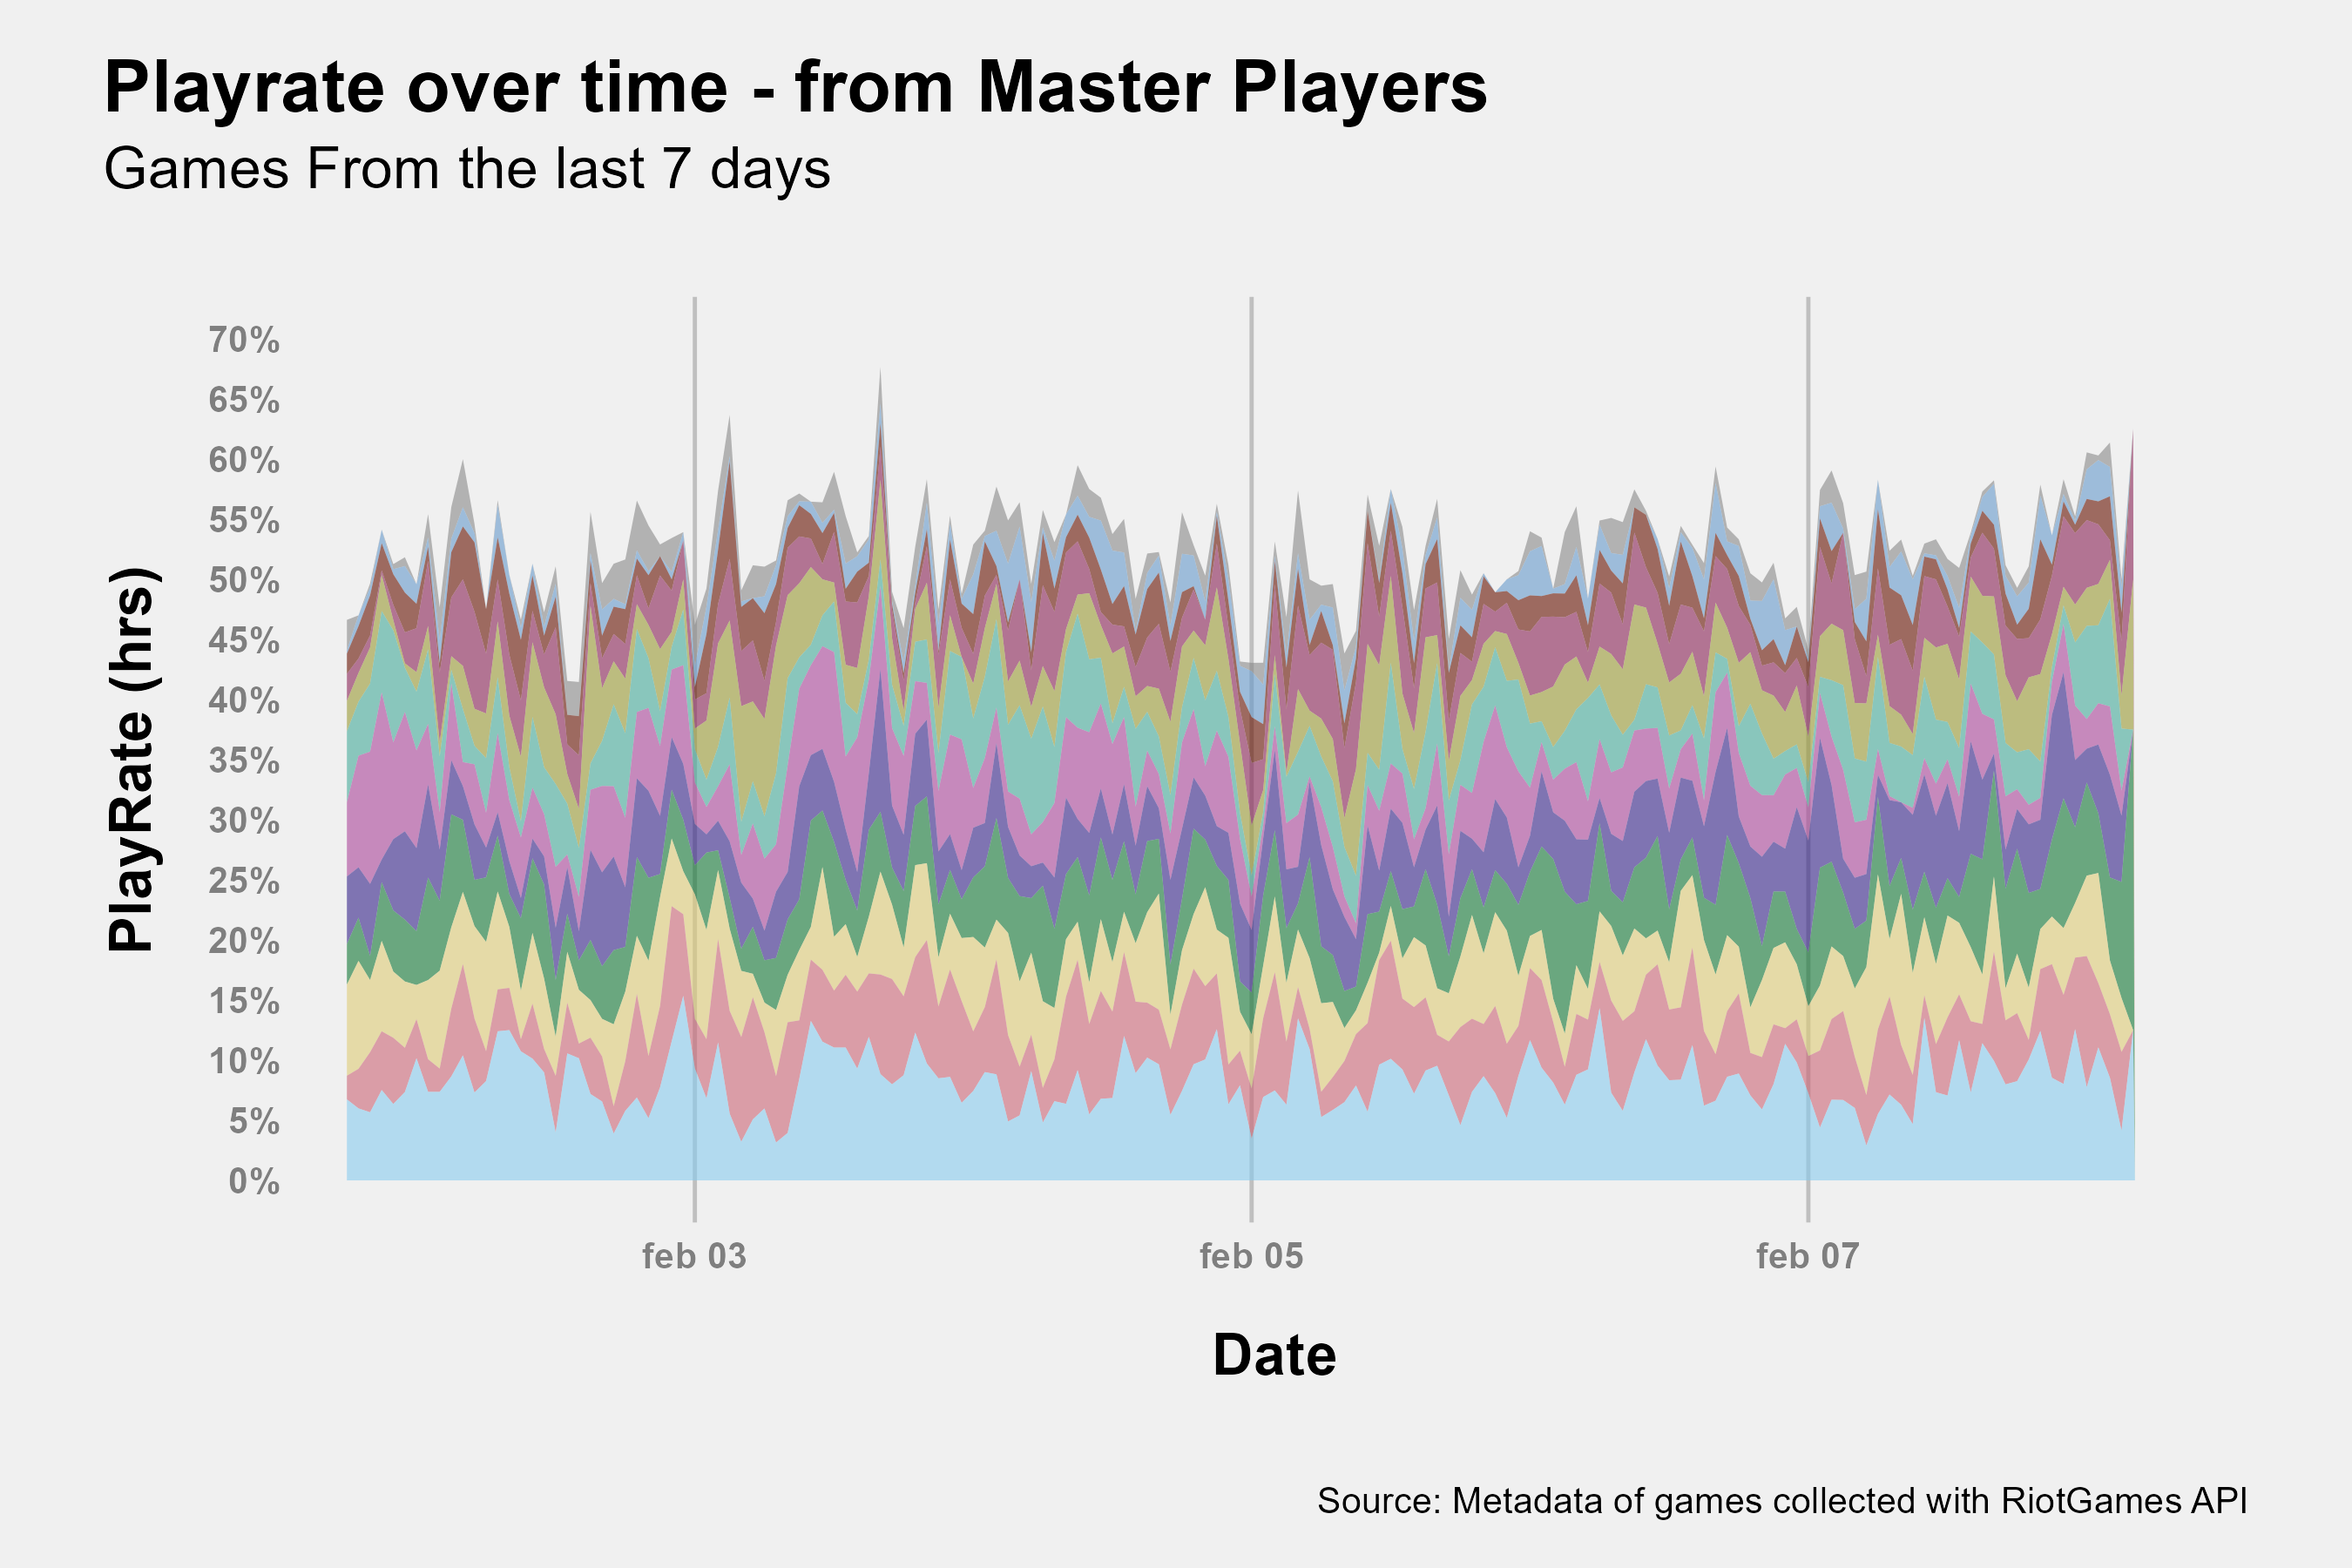 Playrate over time - from Master Players
Games From the last 7 days
PlayRate (hrs)
70%
65%
60%
55%
50%
45%
40%
35%
30%
25%
20%
15%
10%
5%
0%
feb 03
feb 05
feb 07
Date
Source: Metadata of games collected with RiotGames API